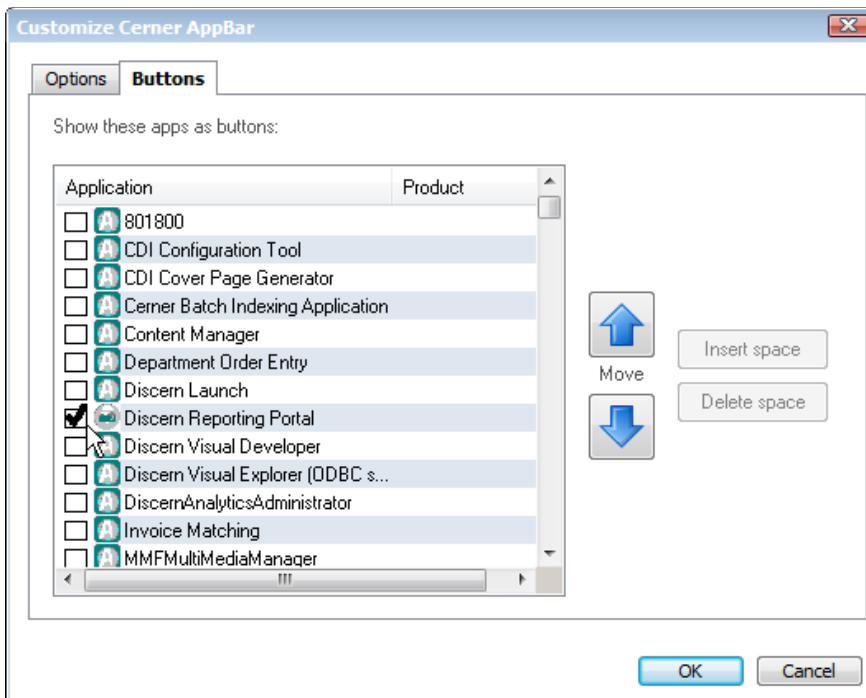 Customize Cerner AppBar
Options Buttons
Show these apps as buttons:
Application Product
801800
CDI Configuration Tool
CDI Cover Page Generator
Cerner Batch Indexing Application
Content Manager
Department Order Entry
Discern Launch
Discern Reporting Portal
Discern Visual Developer
Discern Visual Explorer (ODBC s...
DiscernAnalyticsAdministrator
Invoice Matching
MMFMultiMediaManager
Move
Insert space
Delete space
OK Cancel